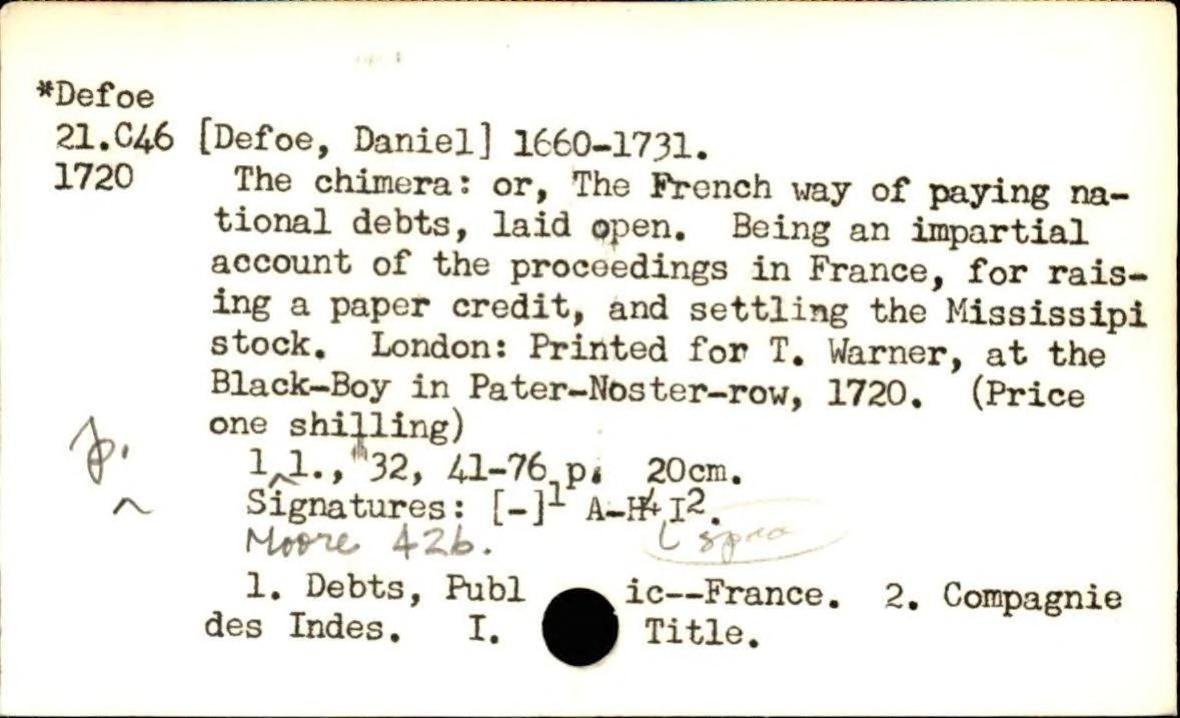 *Defoe
21.C46 [Defoe, Daniel] 1660-1731.
1720 The chimera: or, The French way of paying na-
tional debts, laid open. Being an impartial
account of the proceedings in France, for rais-
ing a paper credit, and settling the Mississipi
stock. London: Printed for T. Warner, at the
Black-Boy in Pater-Noster-row, 1720. (Price
one shilling)
1 l., 32, 41-76 p. 20cm.
Signatures: [-]1 A-H4 I2.
Moore 426.
1. Debts, Publ ic--France. 2. Compagnie
des Indes. I. Title.